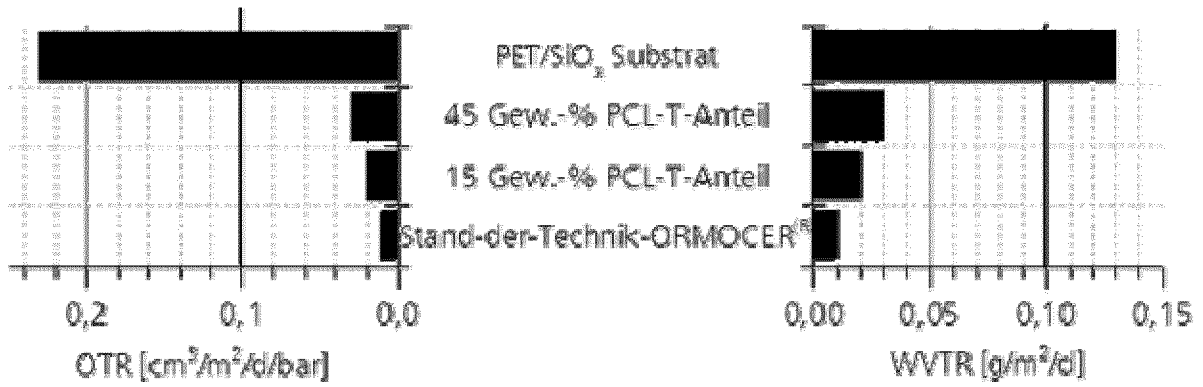 PET/SiOₓ Substrat
45 Gew.-% PCL-T-Anteil
15 Gew.-% PCL-T-Anteil
Stand-der-Technik-ORMOCER(R)
0,2 0,1 0,0
0,00 0,05 0,10 0,15
OTR [cm³/m²/d/bar]
WVTR [g/m²/d]